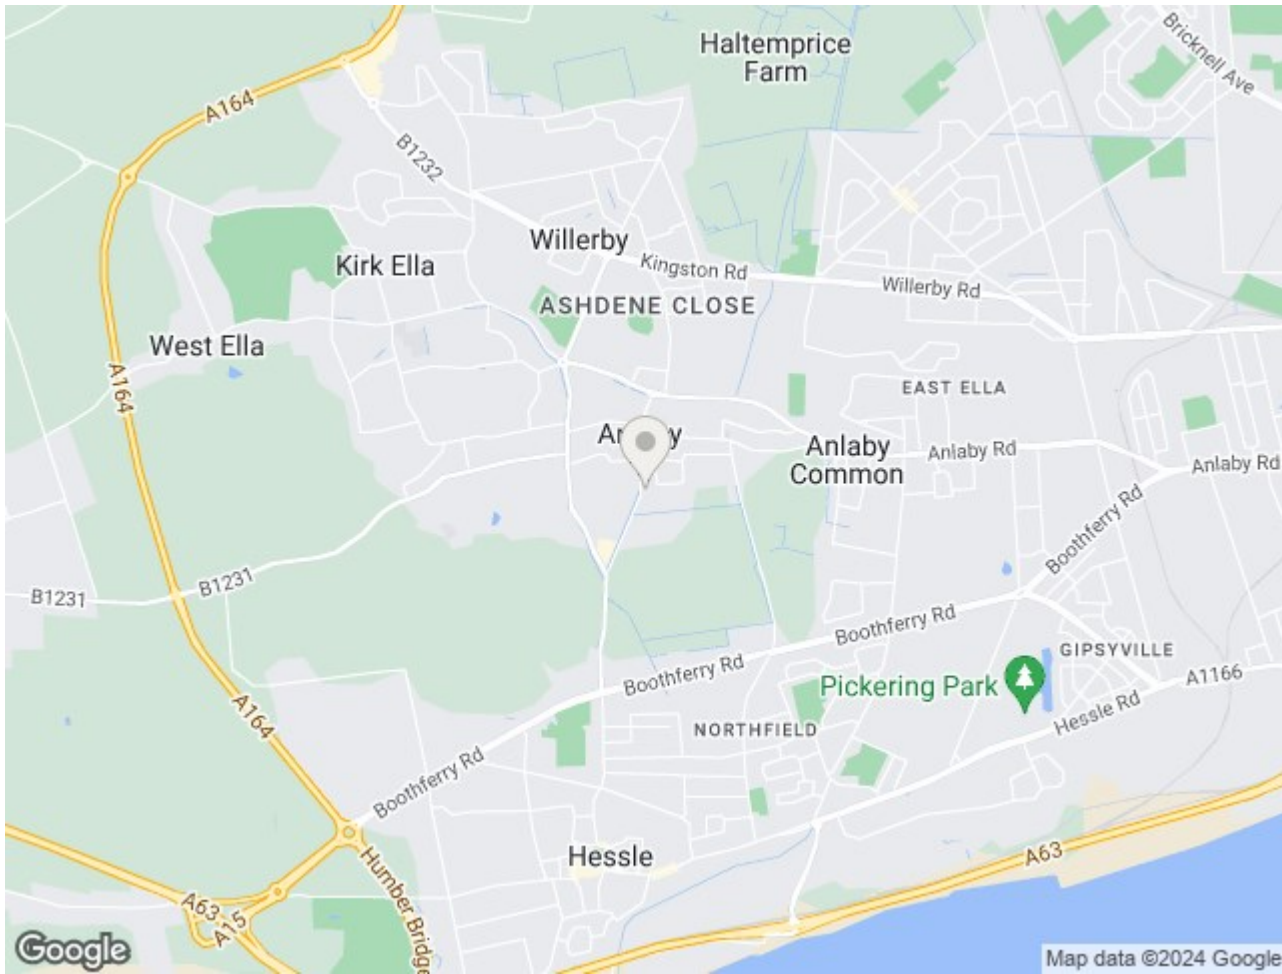 Haltemprice
Farm
Bricknell Ave
A164
B1232
Willerby
Kingston Rd
Kirk Ella
Willerby Rd
ASHDENE CLOSE
West Ella
A164
EAST ELLA
Anlaby
Common
Anlaby Rd
Anlaby Rd
Boothferry Rd
B1231
B1231
Boothferry Rd
GIPSYVILLE
Boothferry Rd
Pickering Park
A1166
A164
NORTHFIELD
Hessle Rd
Boothferry Rd
Hessle
A63
Humber Bridge
A63
A15
Google
Map data ©2024 Google